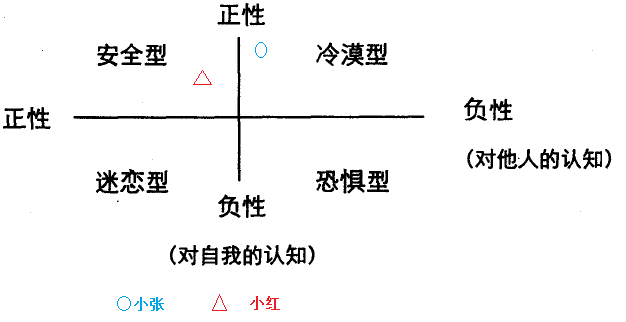 正性
安全型
冷漠型
正性
负性
(对他人的认知)
迷恋型
恐惧型
负性
(对自我的认知)
小张 小红